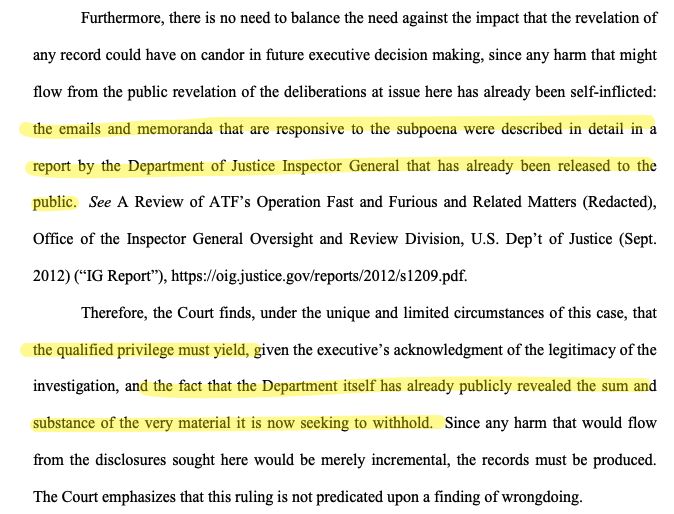 Furthermore, there is no need to balance the need against the impact that the revelation of
any record could have on candor in future executive decision making, since any harm that might
flow from the public revelation of the deliberations at issue here has already been self-inflicted:
the emails and memoranda that are responsive to the subpoena were described in detail in a
report by the Department of Justice Inspector General that has already been released to the
public. See A Review of ATF’s Operation Fast and Furious and Related Matters (Redacted),
Office of the Inspector General Oversight and Review Division, U.S. Dep’t of Justice (Sept.
2012) (“IG Report”), https://oig.justice.gov/reports/2012/s1209.pdf.
Therefore, the Court finds, under the unique and limited circumstances of this case, that
the qualified privilege must yield, given the executive’s acknowledgment of the legitimacy of the
investigation, and the fact that the Department itself has already publicly revealed the sum and
substance of the very material it is now seeking to withhold. Since any harm that would flow
from the disclosures sought here would be merely incremental, the records must be produced.
The Court emphasizes that this ruling is not predicated upon a finding of wrongdoing.